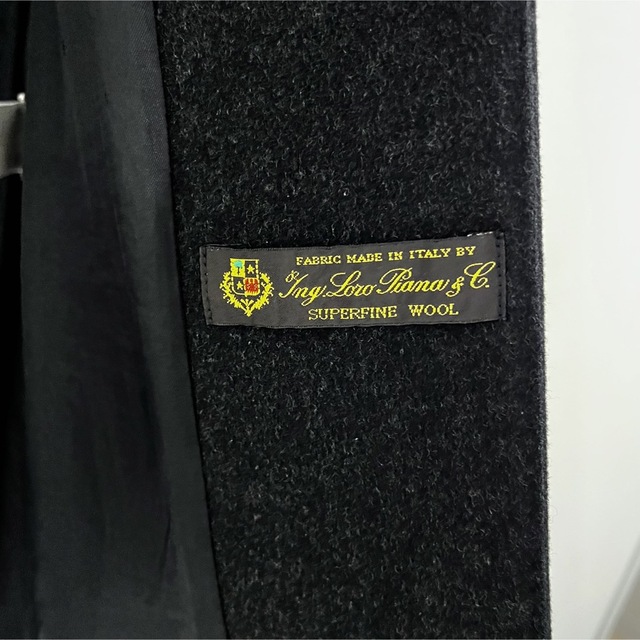 FABRIC MADE IN ITALY BY
Ing. Loro Piana & C.
SUPERFINE WOOL